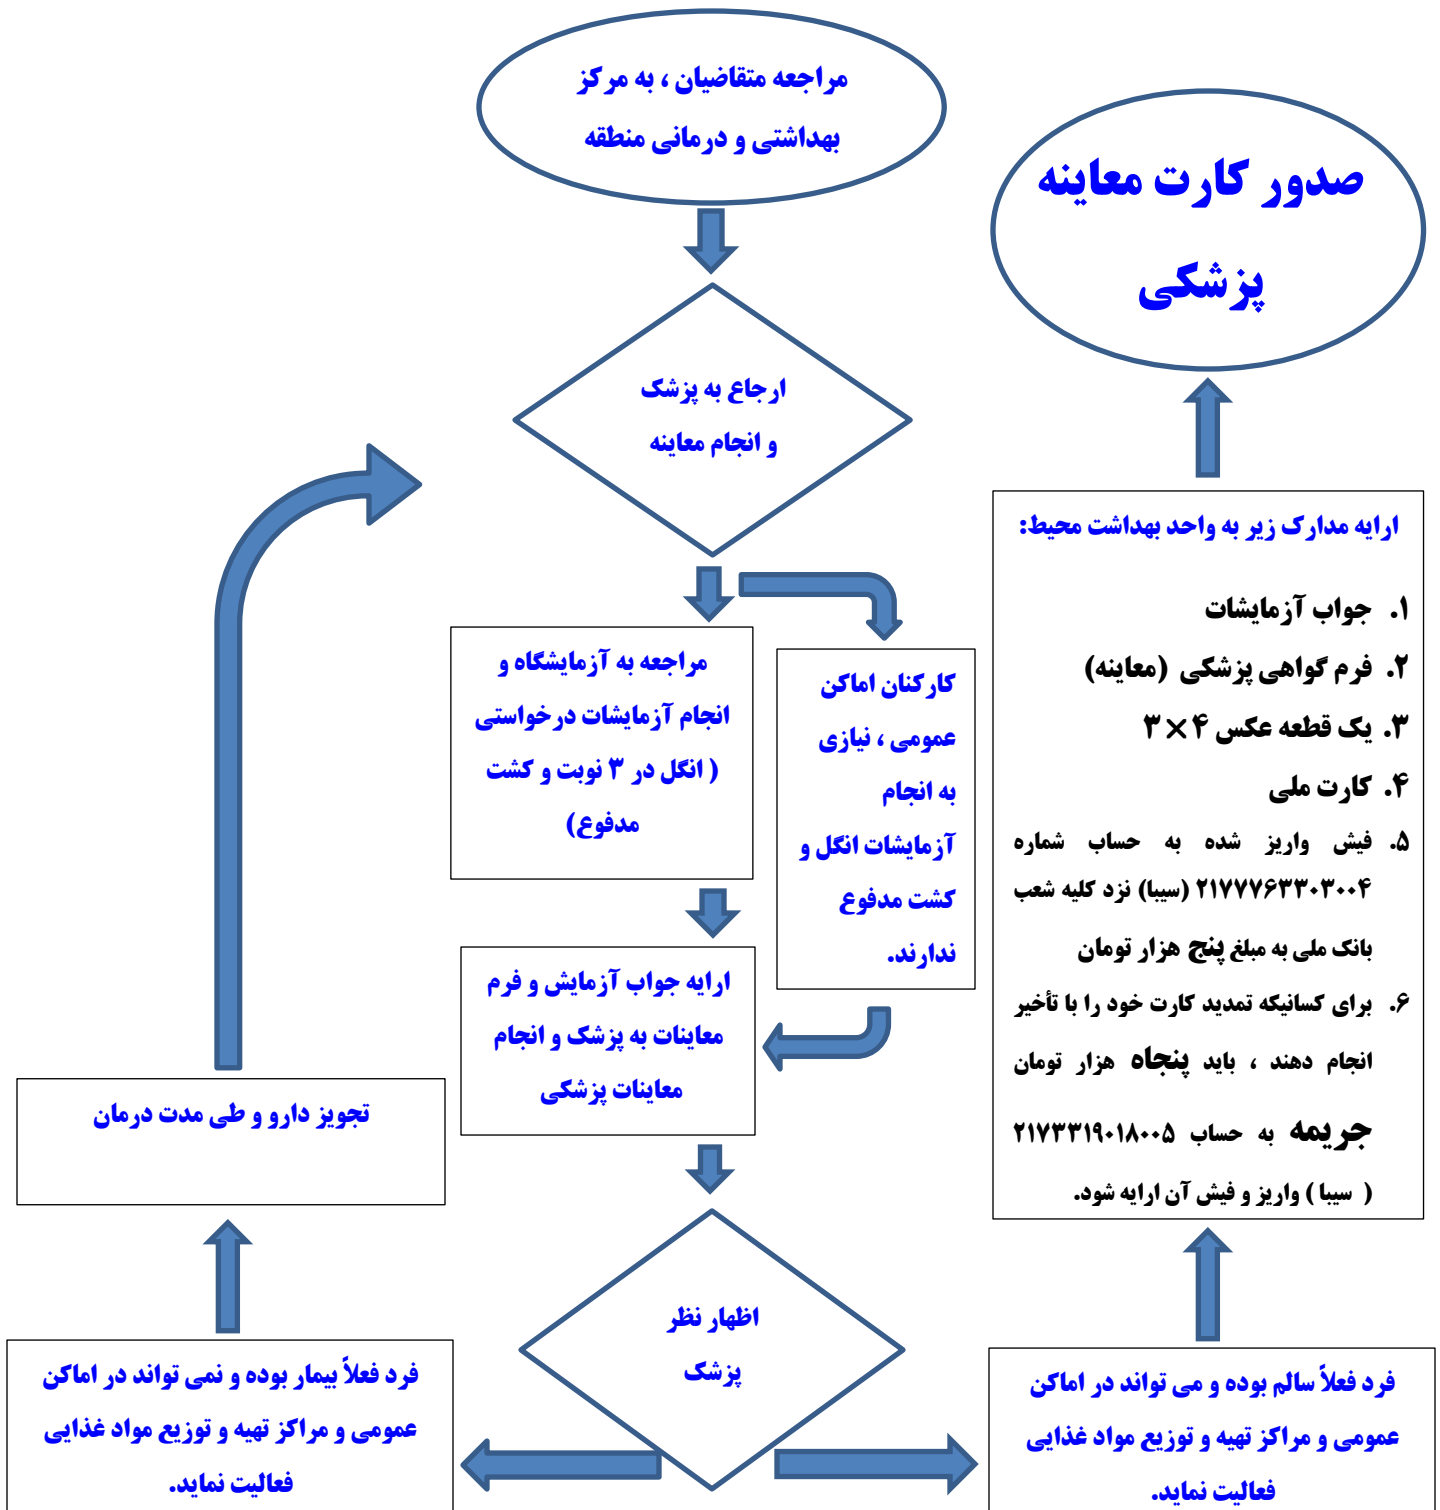 مراجعه متقاضیان ، به مرکز
بهداشتی و درمانی منطقه
صدور کارت معاینه
پزشکی
ارجاع به پزشک
و انجام معاینه
مراجعه به آزمایشگاه و
انجام آزمایشات درخواستی
( انگل در ۳ نوبت و کشت
مدفوع)
کارکنان اماکن
عمومی ، نیازی
به انجام
آزمایشات انگل و
کشت مدفوع
ندارند.
ارایه جواب آزمایش و فرم
معاینات به پزشک و انجام
معاینات پزشکی
اظهار نظر
پزشک
فرد فعلاً بیمار بوده و نمی تواند در اماکن
عمومی و مراکز تهیه و توزیع مواد غذایی
فعالیت نماید.
تجویز دارو و طی مدت درمان
فرد فعلاً سالم بوده و می تواند در اماکن
عمومی و مراکز تهیه و توزیع مواد غذایی
فعالیت نماید.
ارایه مدارک زیر به واحد بهداشت محیط:
۱. جواب آزمایشات
۲. فرم گواهی پزشکی (معاینه)
۳. یک قطعه عکس ۴×۳
۴. کارت ملی
۵. فیش واریز شده به حساب شماره
۲۱۷۷۷۶۳۳۰۳۰۰۴ (سیبا) نزد کلیه شعب
بانک ملی به مبلغ پنج هزار تومان
۶. برای کسانیکه تمدید کارت خود را با تأخیر
انجام دهند ، باید پنجاه هزار تومان
جریمه به حساب ۲۱۷۳۳۱۹۰۱۸۰۰۵
( سیبا ) واریز و فیش آن ارایه شود.